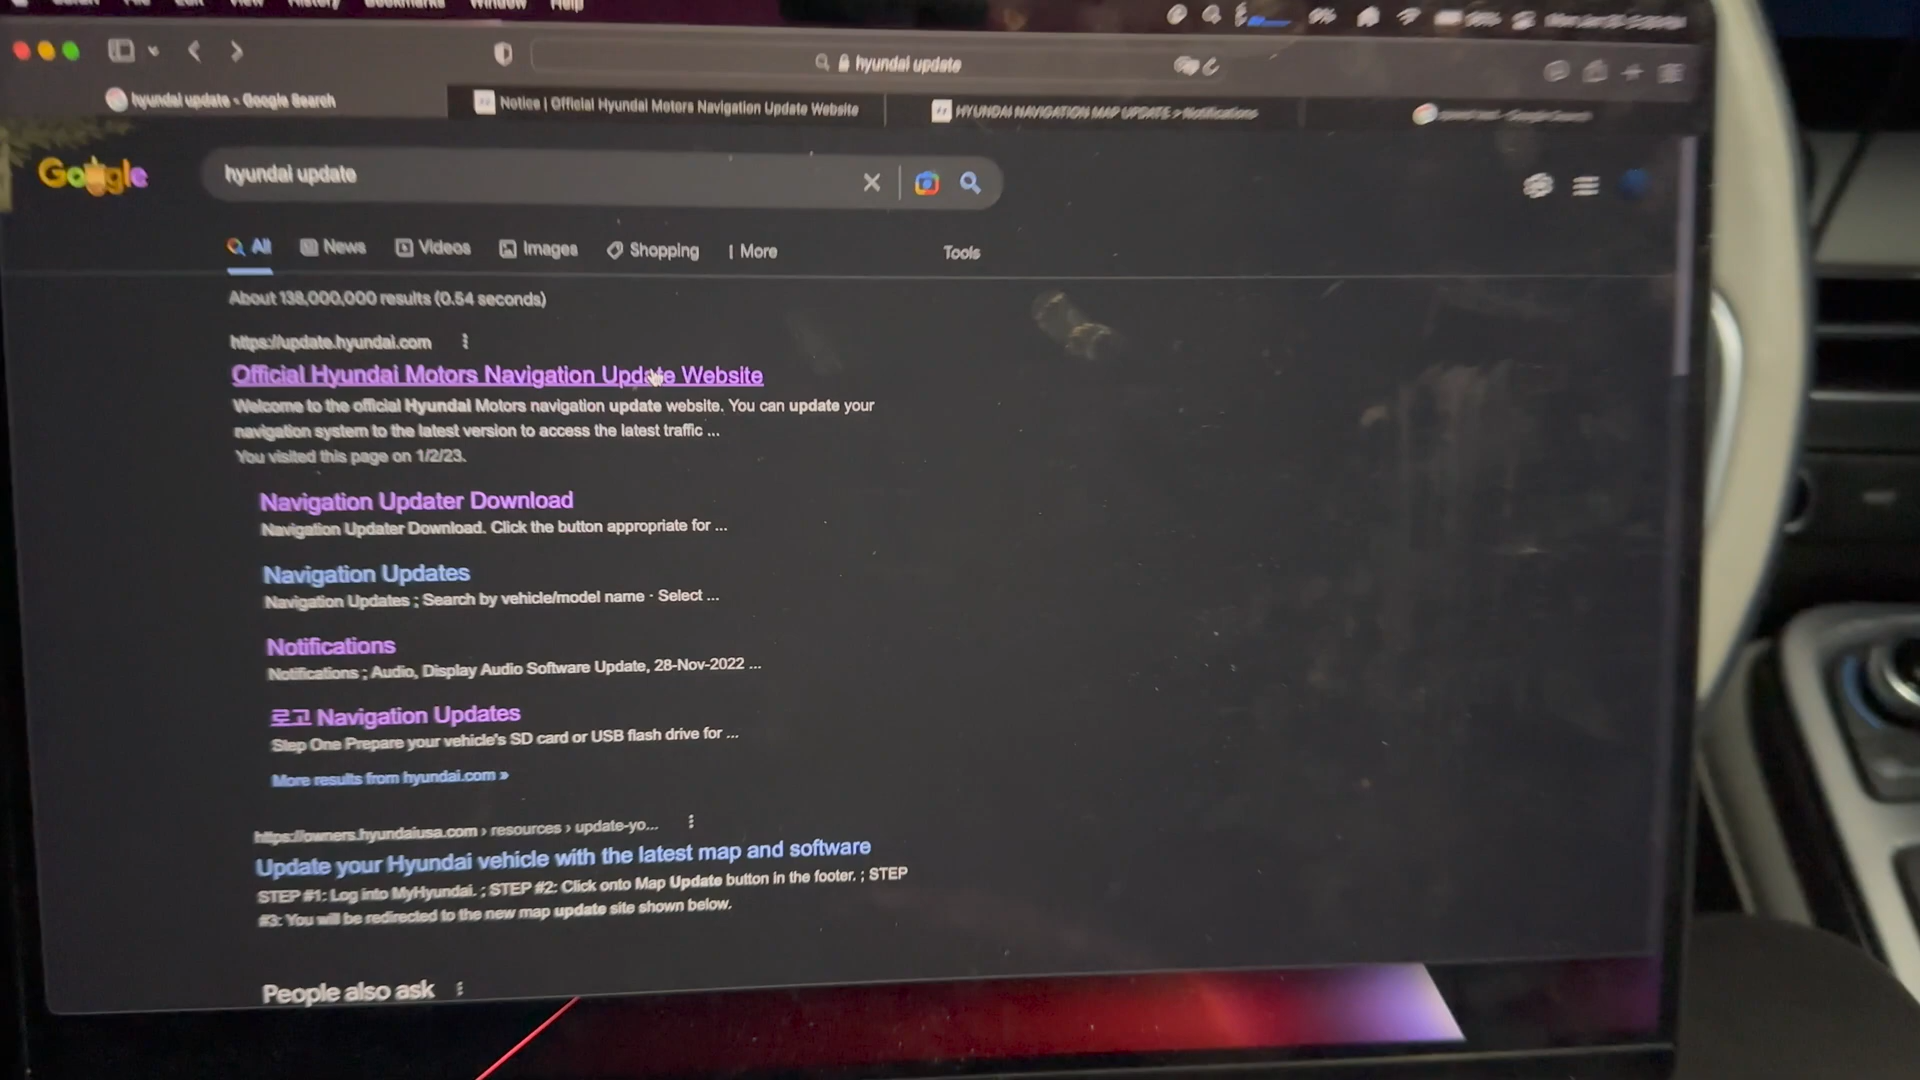 History Bookmarks Window Help
hyundai update
hyundai update - Google Search
Notice | Official Hyundai Motors Navigation Update Website
HYUNDAI NAVIGATION MAP UPDATE > Notifications
Google Search
Google
hyundai update
All
News
Videos
Images
Shopping
More
Tools
About 138,000,000 results (0.54 seconds)
https://update.hyundai.com
Official Hyundai Motors Navigation Update Website
Welcome to the official Hyundai Motors navigation update website. You can update your
navigation system to the latest version to access the latest traffic ...
You visited this page on 1/2/23.
Navigation Updater Download
Navigation Updater Download. Click the button appropriate for ...
Navigation Updates
Navigation Updates ; Search by vehicle/model name · Select ...
Notifications
Notifications ; Audio, Display Audio Software Update, 28-Nov-2022 ...
로고 Navigation Updates
Step One Prepare your vehicle's SD card or USB flash drive for ...
More results from hyundai.com »
https://owners.hyundaiusa.com › resources › update-yo...
Update your Hyundai vehicle with the latest map and software
STEP #1: Log into MyHyundai. ; STEP #2: Click onto Map Update button in the footer. ; STEP
#3: You will be redirected to the new map update site shown below.
People also ask